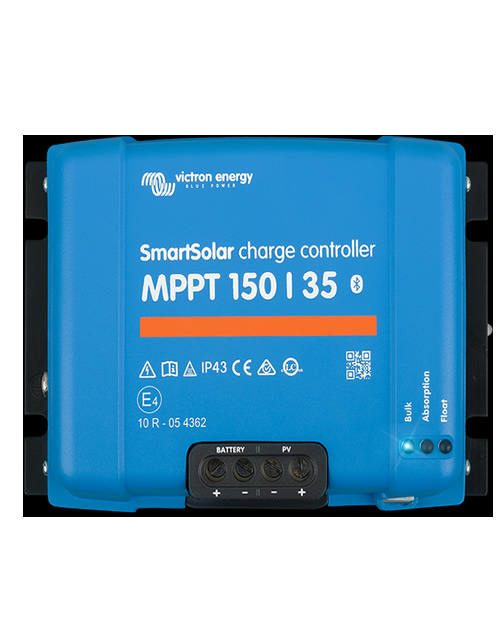 victron energy
BLUE POWER
SmartSolar charge controller
MPPT 150 | 35
IP43 CE
E4
10 R - 05 4362
Bulk
Absorption
Float
BATTERY PV
+ - - +